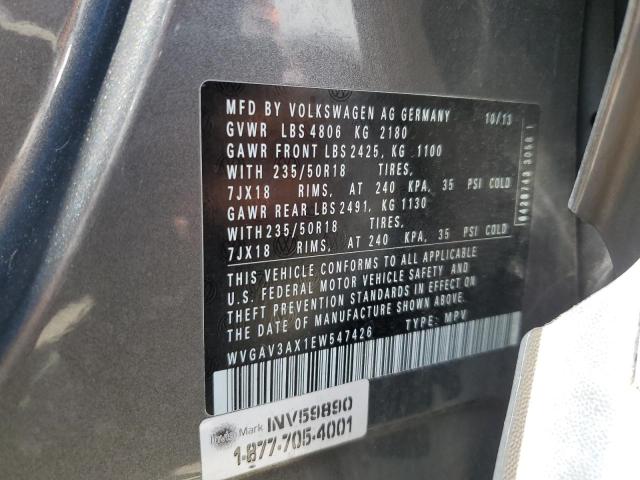 MFD BY VOLKSWAGEN AG GERMANY 10/13
GVWR LBS 4806 KG 2180
GAWR FRONT LBS 2425, KG 1100
WITH 235/50R18 TIRES,
7JX18 RIMS, AT 240 KPA, 35 PSI COLD
GAWR REAR LBS 2491, KG 1130
WITH 235/50R18 TIRES,
7JX18 RIMS, AT 240 KPA, 35 PSI COLD
THIS VEHICLE CONFORMS TO ALL APPLICABLE
U.S. FEDERAL MOTOR VEHICLE SAFETY AND
THEFT PREVENTION STANDARDS IN EFFECT ON
THE DATE OF MANUFACTURE SHOWN ABOVE.
WVGAV3AX1EW547426 TYPE: MPV
Mark INV59890
1-877-705-4001